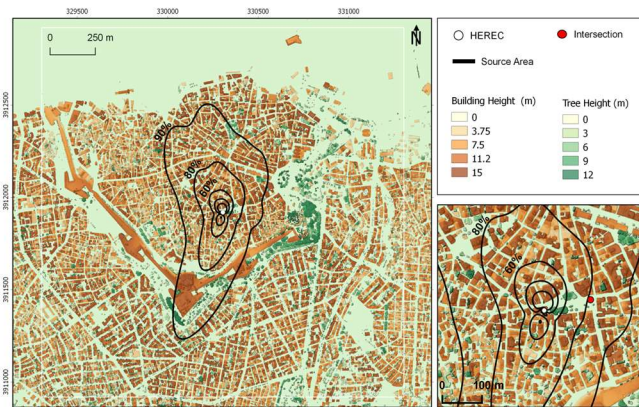 329500 330000 330500 331000
0 250 m
N
3912500
3912000
3911500
3911000
90%
80%
60%
HEREC Intersection
Source Area
Building Height (m)
0
3.75
7.5
11.2
15
Tree Height (m)
0
3
6
9
12
80%
60%
0 100 m